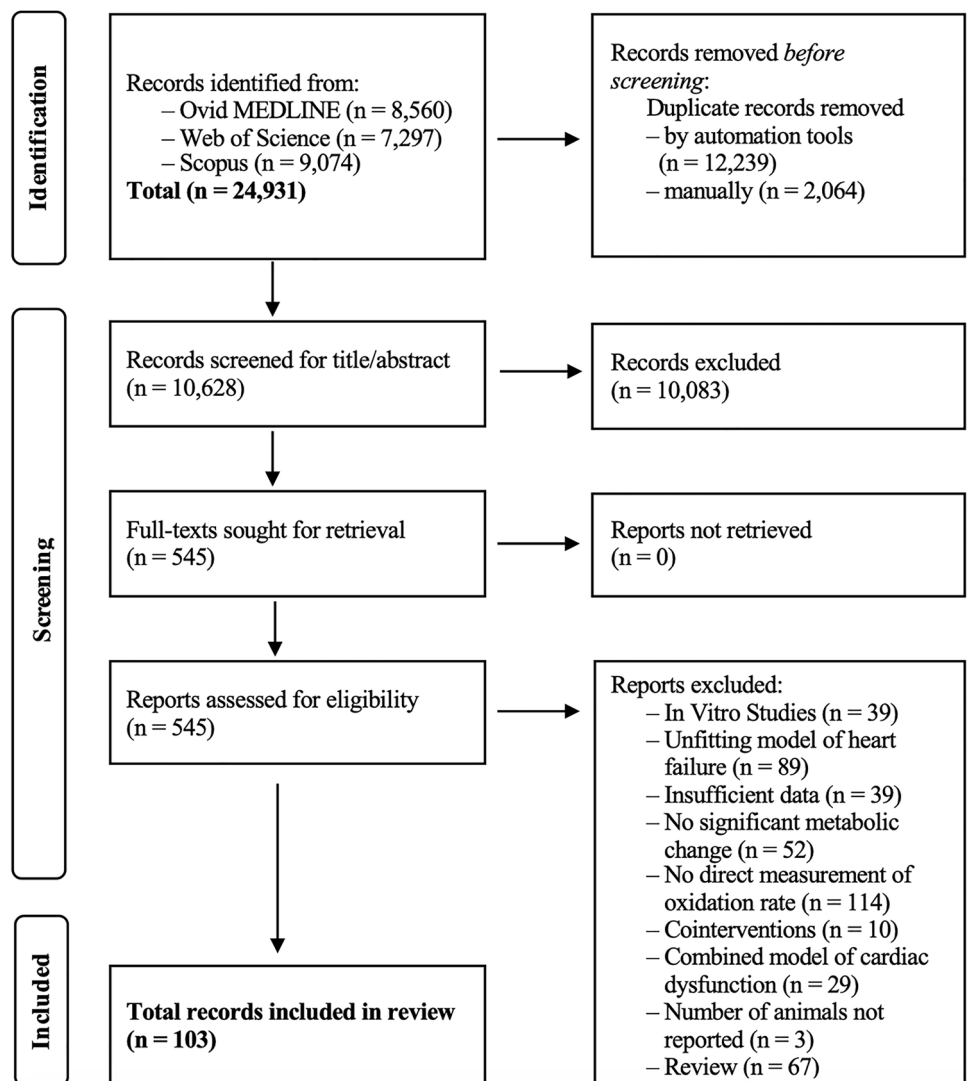 Identification
Records identified from:
– Ovid MEDLINE (n = 8,560)
– Web of Science (n = 7,297)
– Scopus (n = 9,074)
Total (n = 24,931)
Records removed before
screening:
Duplicate records removed
– by automation tools
(n = 12,239)
– manually (n = 2,064)
Screening
Records screened for title/abstract
(n = 10,628)
Records excluded
(n = 10,083)
Full-texts sought for retrieval
(n = 545)
Reports not retrieved
(n = 0)
Reports assessed for eligibility
(n = 545)
Reports excluded:
– In Vitro Studies (n = 39)
– Unfitting model of heart
failure (n = 89)
– Insufficient data (n = 39)
– No significant metabolic
change (n = 52)
– No direct measurement of
oxidation rate (n = 114)
– Cointerventions (n = 10)
– Combined model of cardiac
dysfunction (n = 29)
– Number of animals not
reported (n = 3)
– Review (n = 67)
Included
Total records included in review
(n = 103)